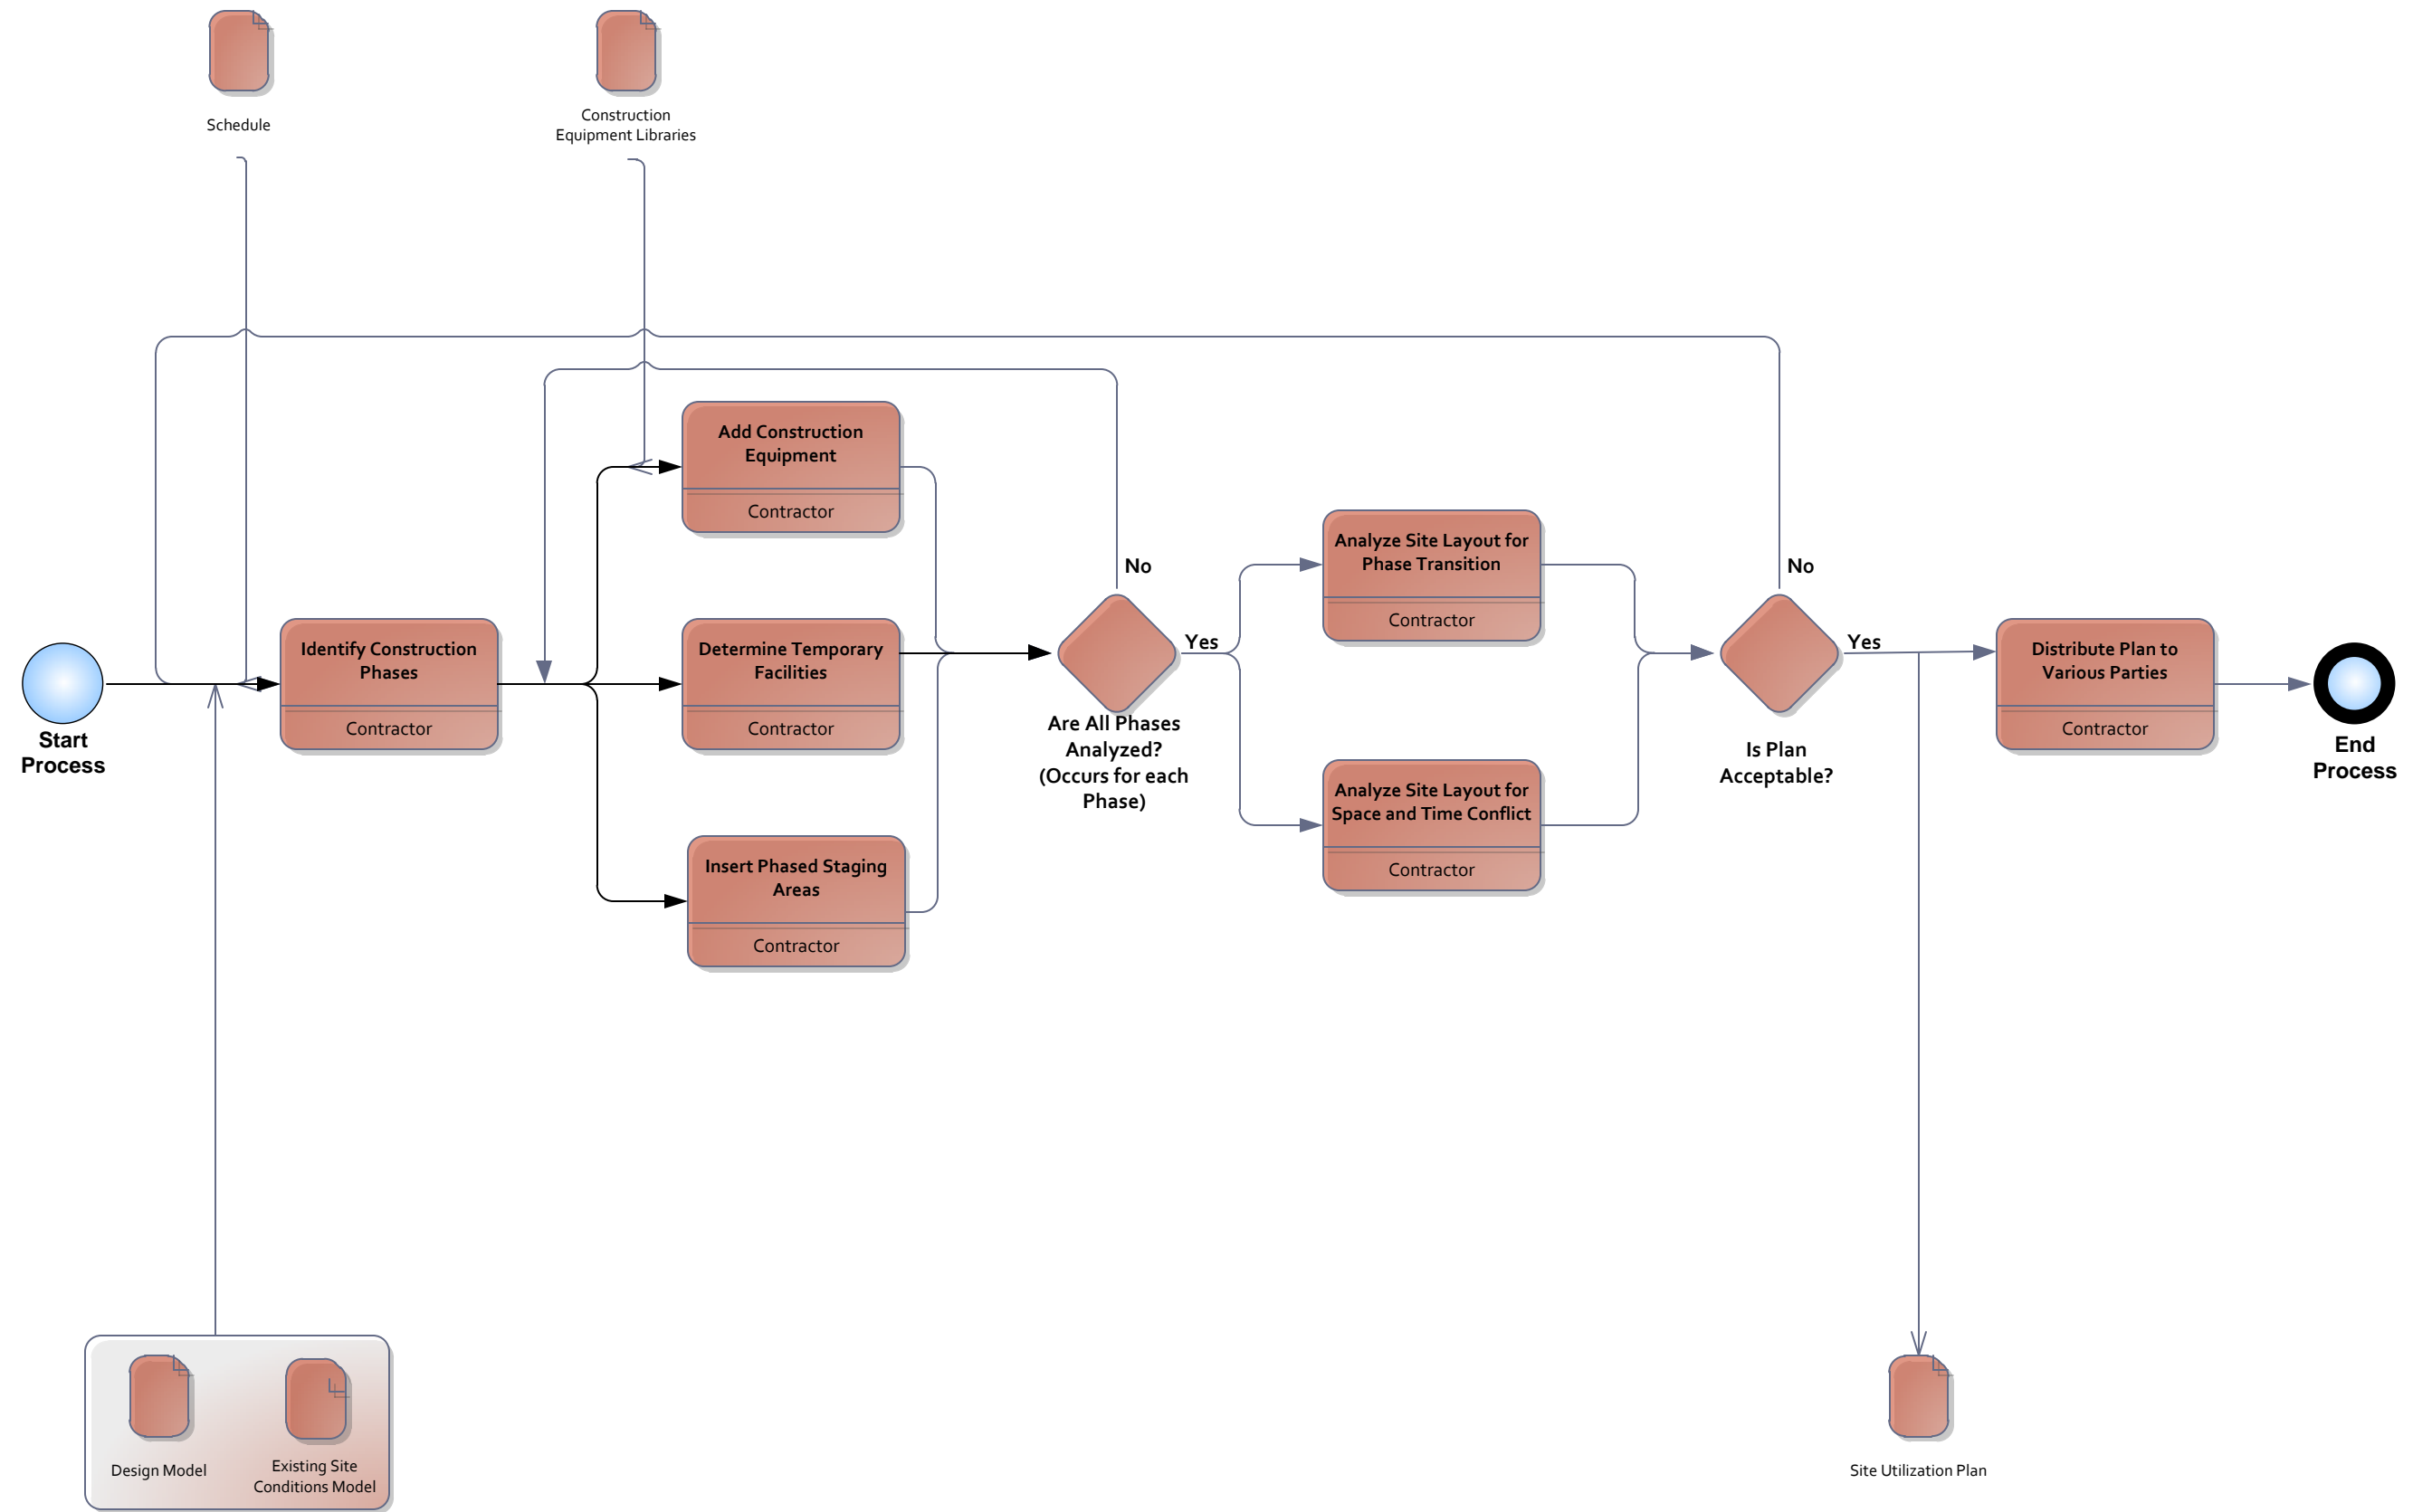 Schedule
Construction
Equipment Libraries
Add Construction
Equipment
Contractor
No
Analyze Site Layout for
Phase Transition
Contractor
No
Start
Process
Identify Construction
Phases
Contractor
Determine Temporary
Facilities
Contractor
Yes
Are All Phases
Analyzed?
(Occurs for each
Phase)
Yes
Is Plan
Acceptable?
Distribute Plan to
Various Parties
Contractor
End
Process
Analyze Site Layout for
Space and Time Conflict
Contractor
Insert Phased Staging
Areas
Contractor
Design Model
Existing Site
Conditions Model
Site Utilization Plan